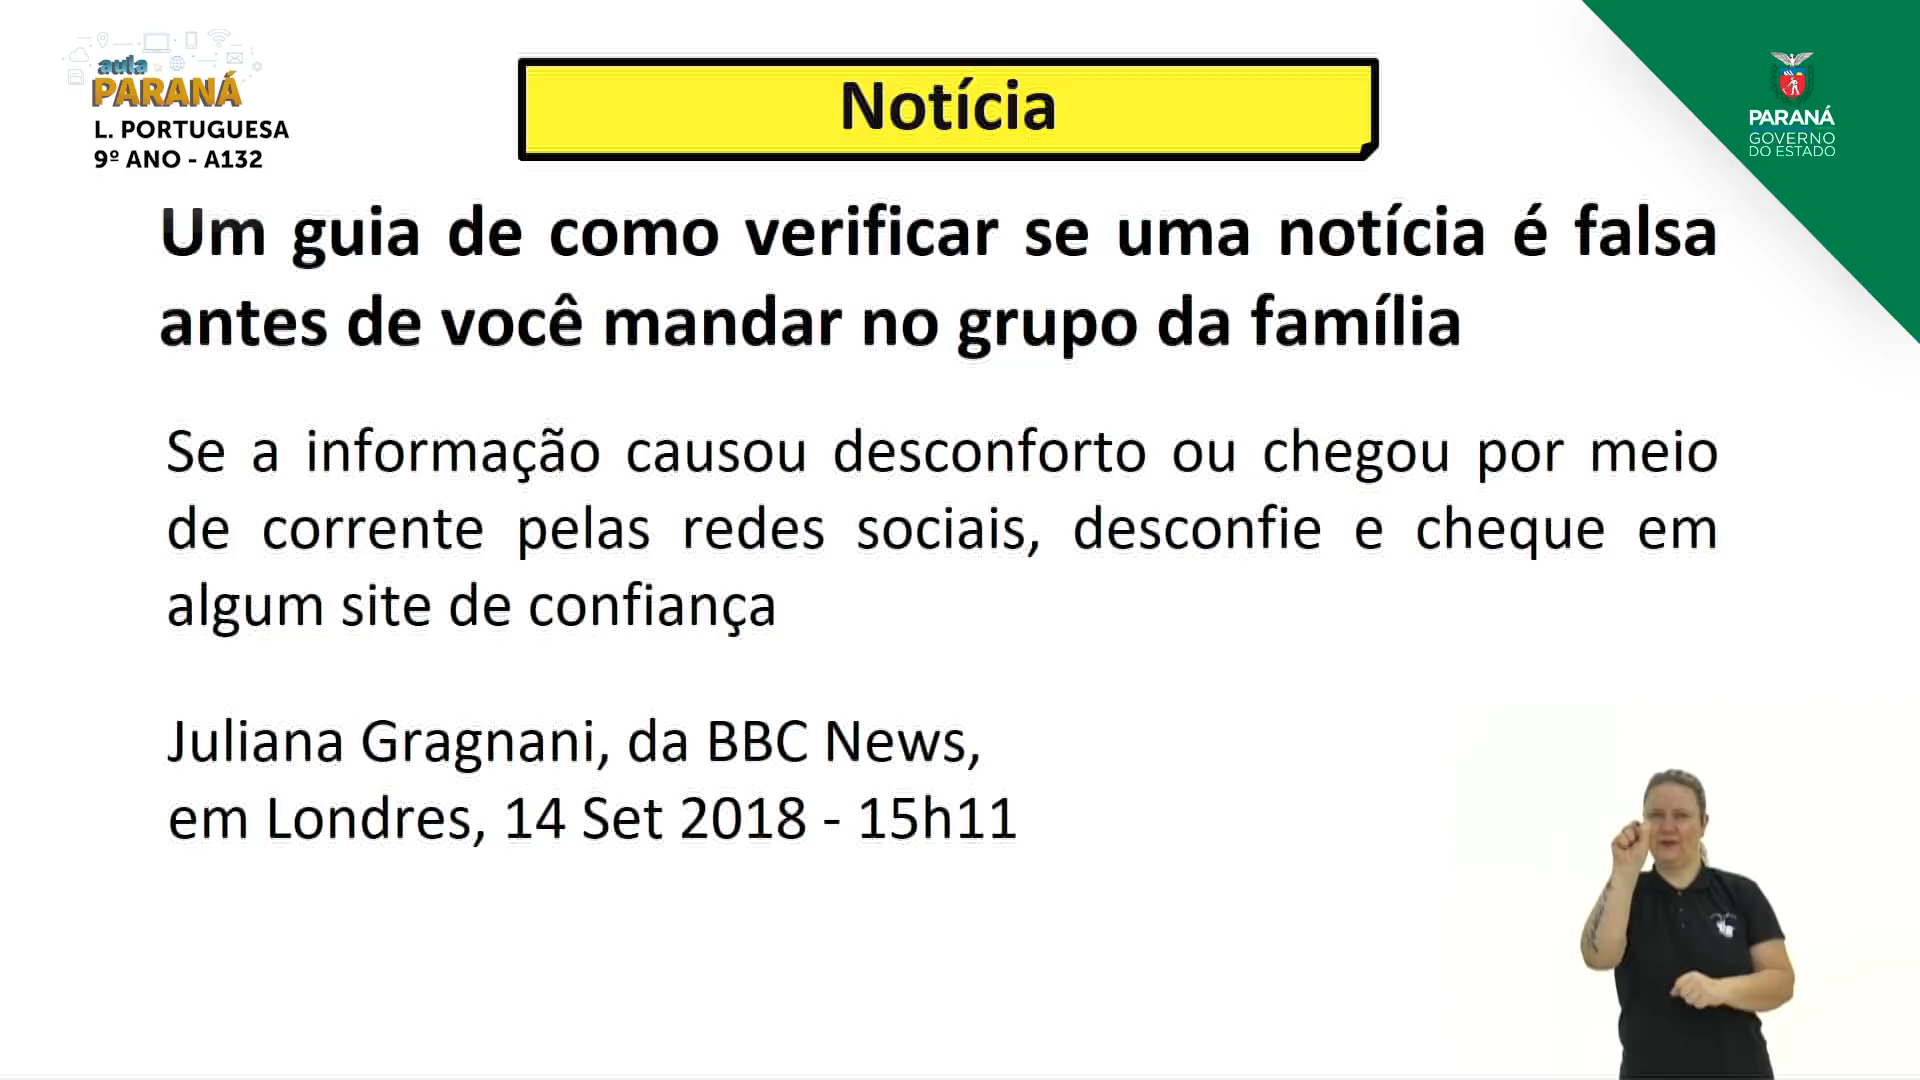 aula
PARANÁ
L. PORTUGUESA
9º ANO - A132
Notícia
PARANÁ
GOVERNO
DO ESTADO
Um guia de como verificar se uma notícia é falsa
antes de você mandar no grupo da família
Se a informação causou desconforto ou chegou por meio
de corrente pelas redes sociais, desconfie e cheque em
algum site de confiança
Juliana Gragnani, da BBC News,
em Londres, 14 Set 2018 - 15h11